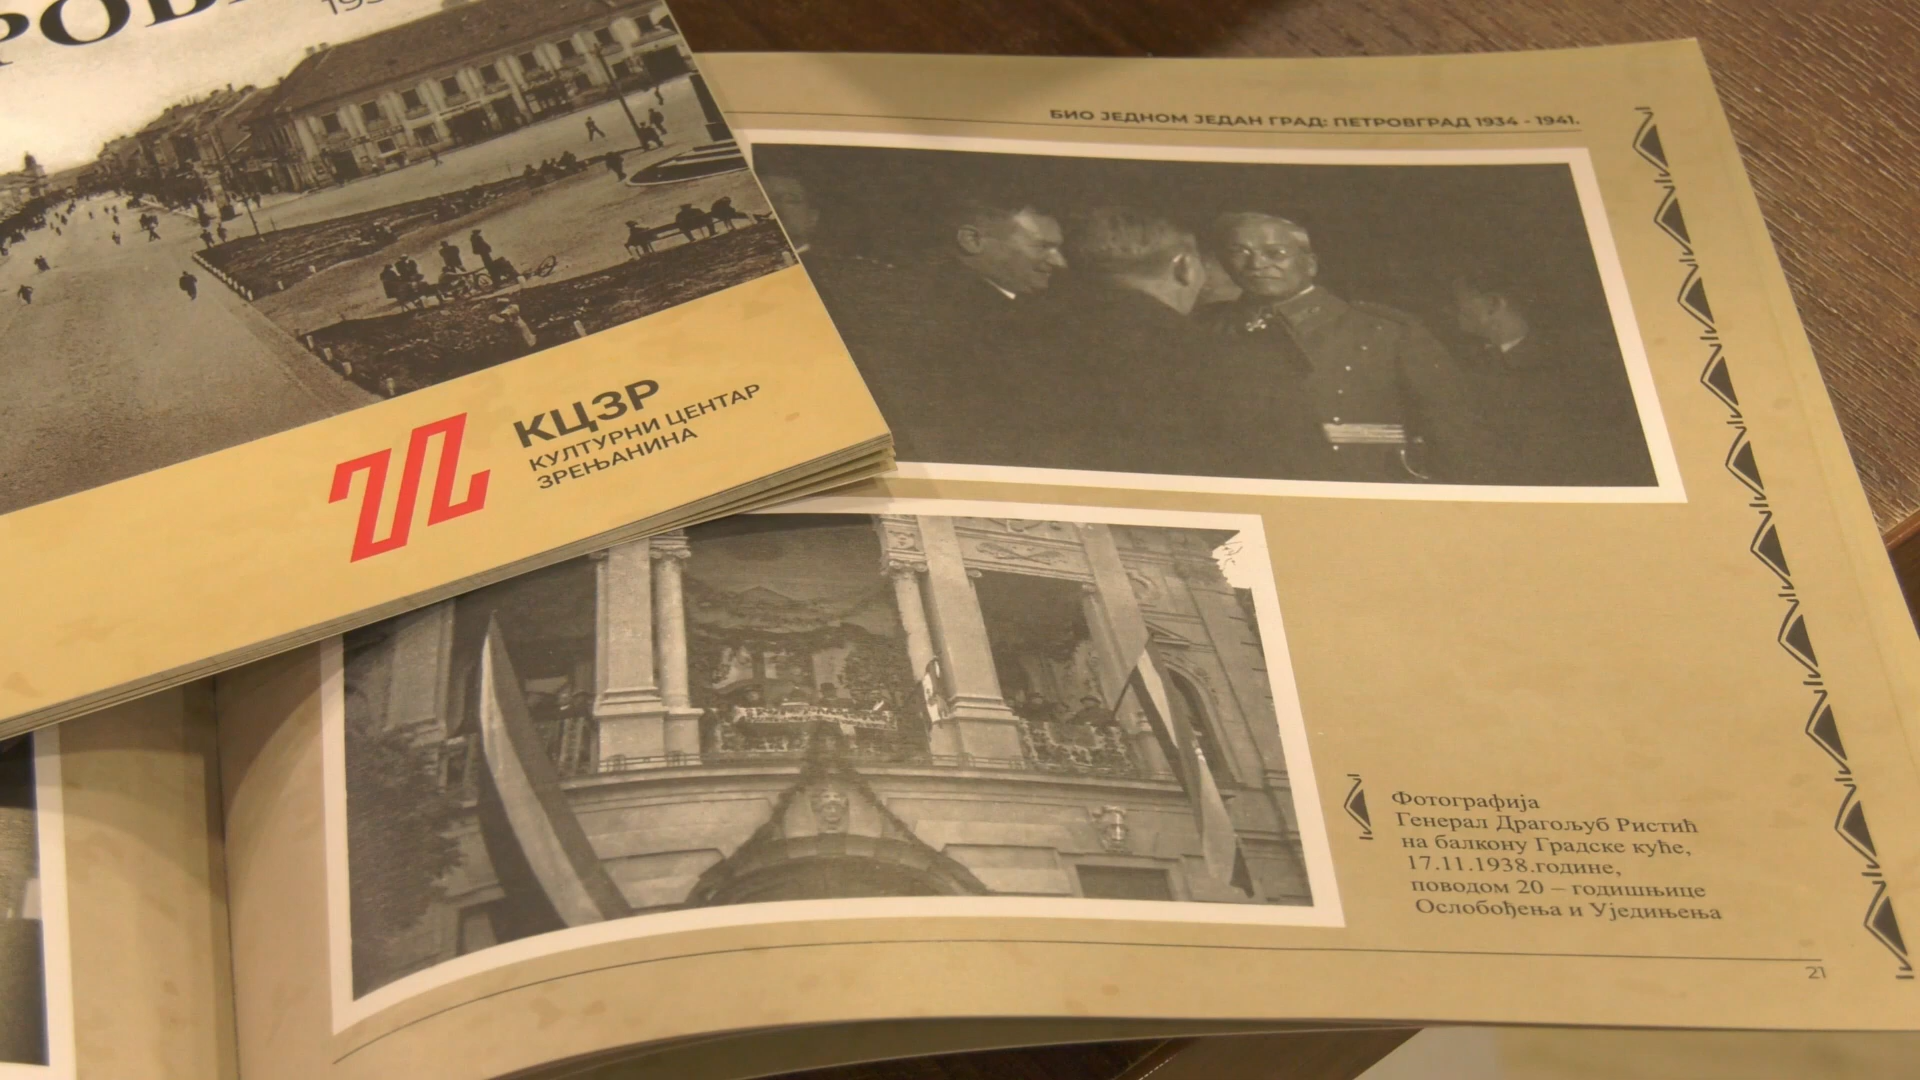 БИО ЈЕДНОМ ЈЕДАН ГРАД: ПЕТРОВГРАД 1934 - 1941.
КЦЗР
КУЛТУРНИ ЦЕНТАР
ЗРЕЊАНИНА
Фотографија
Генерал Драгољуб Ристић
на балкону Градске куће,
17.11.1938.године,
поводом 20 – годишњице
Ослобођења и Уједињења
21